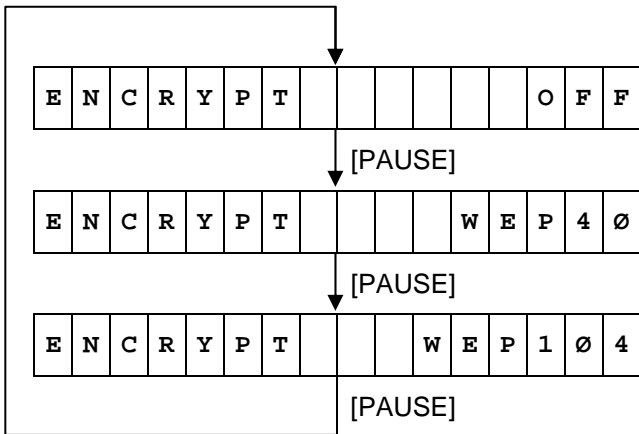 ENCRYPT OFF
[PAUSE]
ENCRYPT WEP4Ø
[PAUSE]
ENCRYPT WEP1Ø4
[PAUSE]